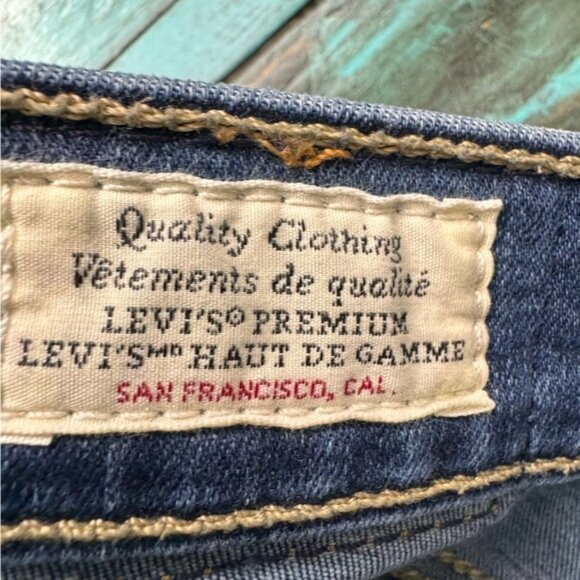 Quality Clothing
Vêtements de qualité
LEVI'S® PREMIUM
LEVI'Sᴹᴰ HAUT DE GAMME
SAN FRANCISCO, CAL.